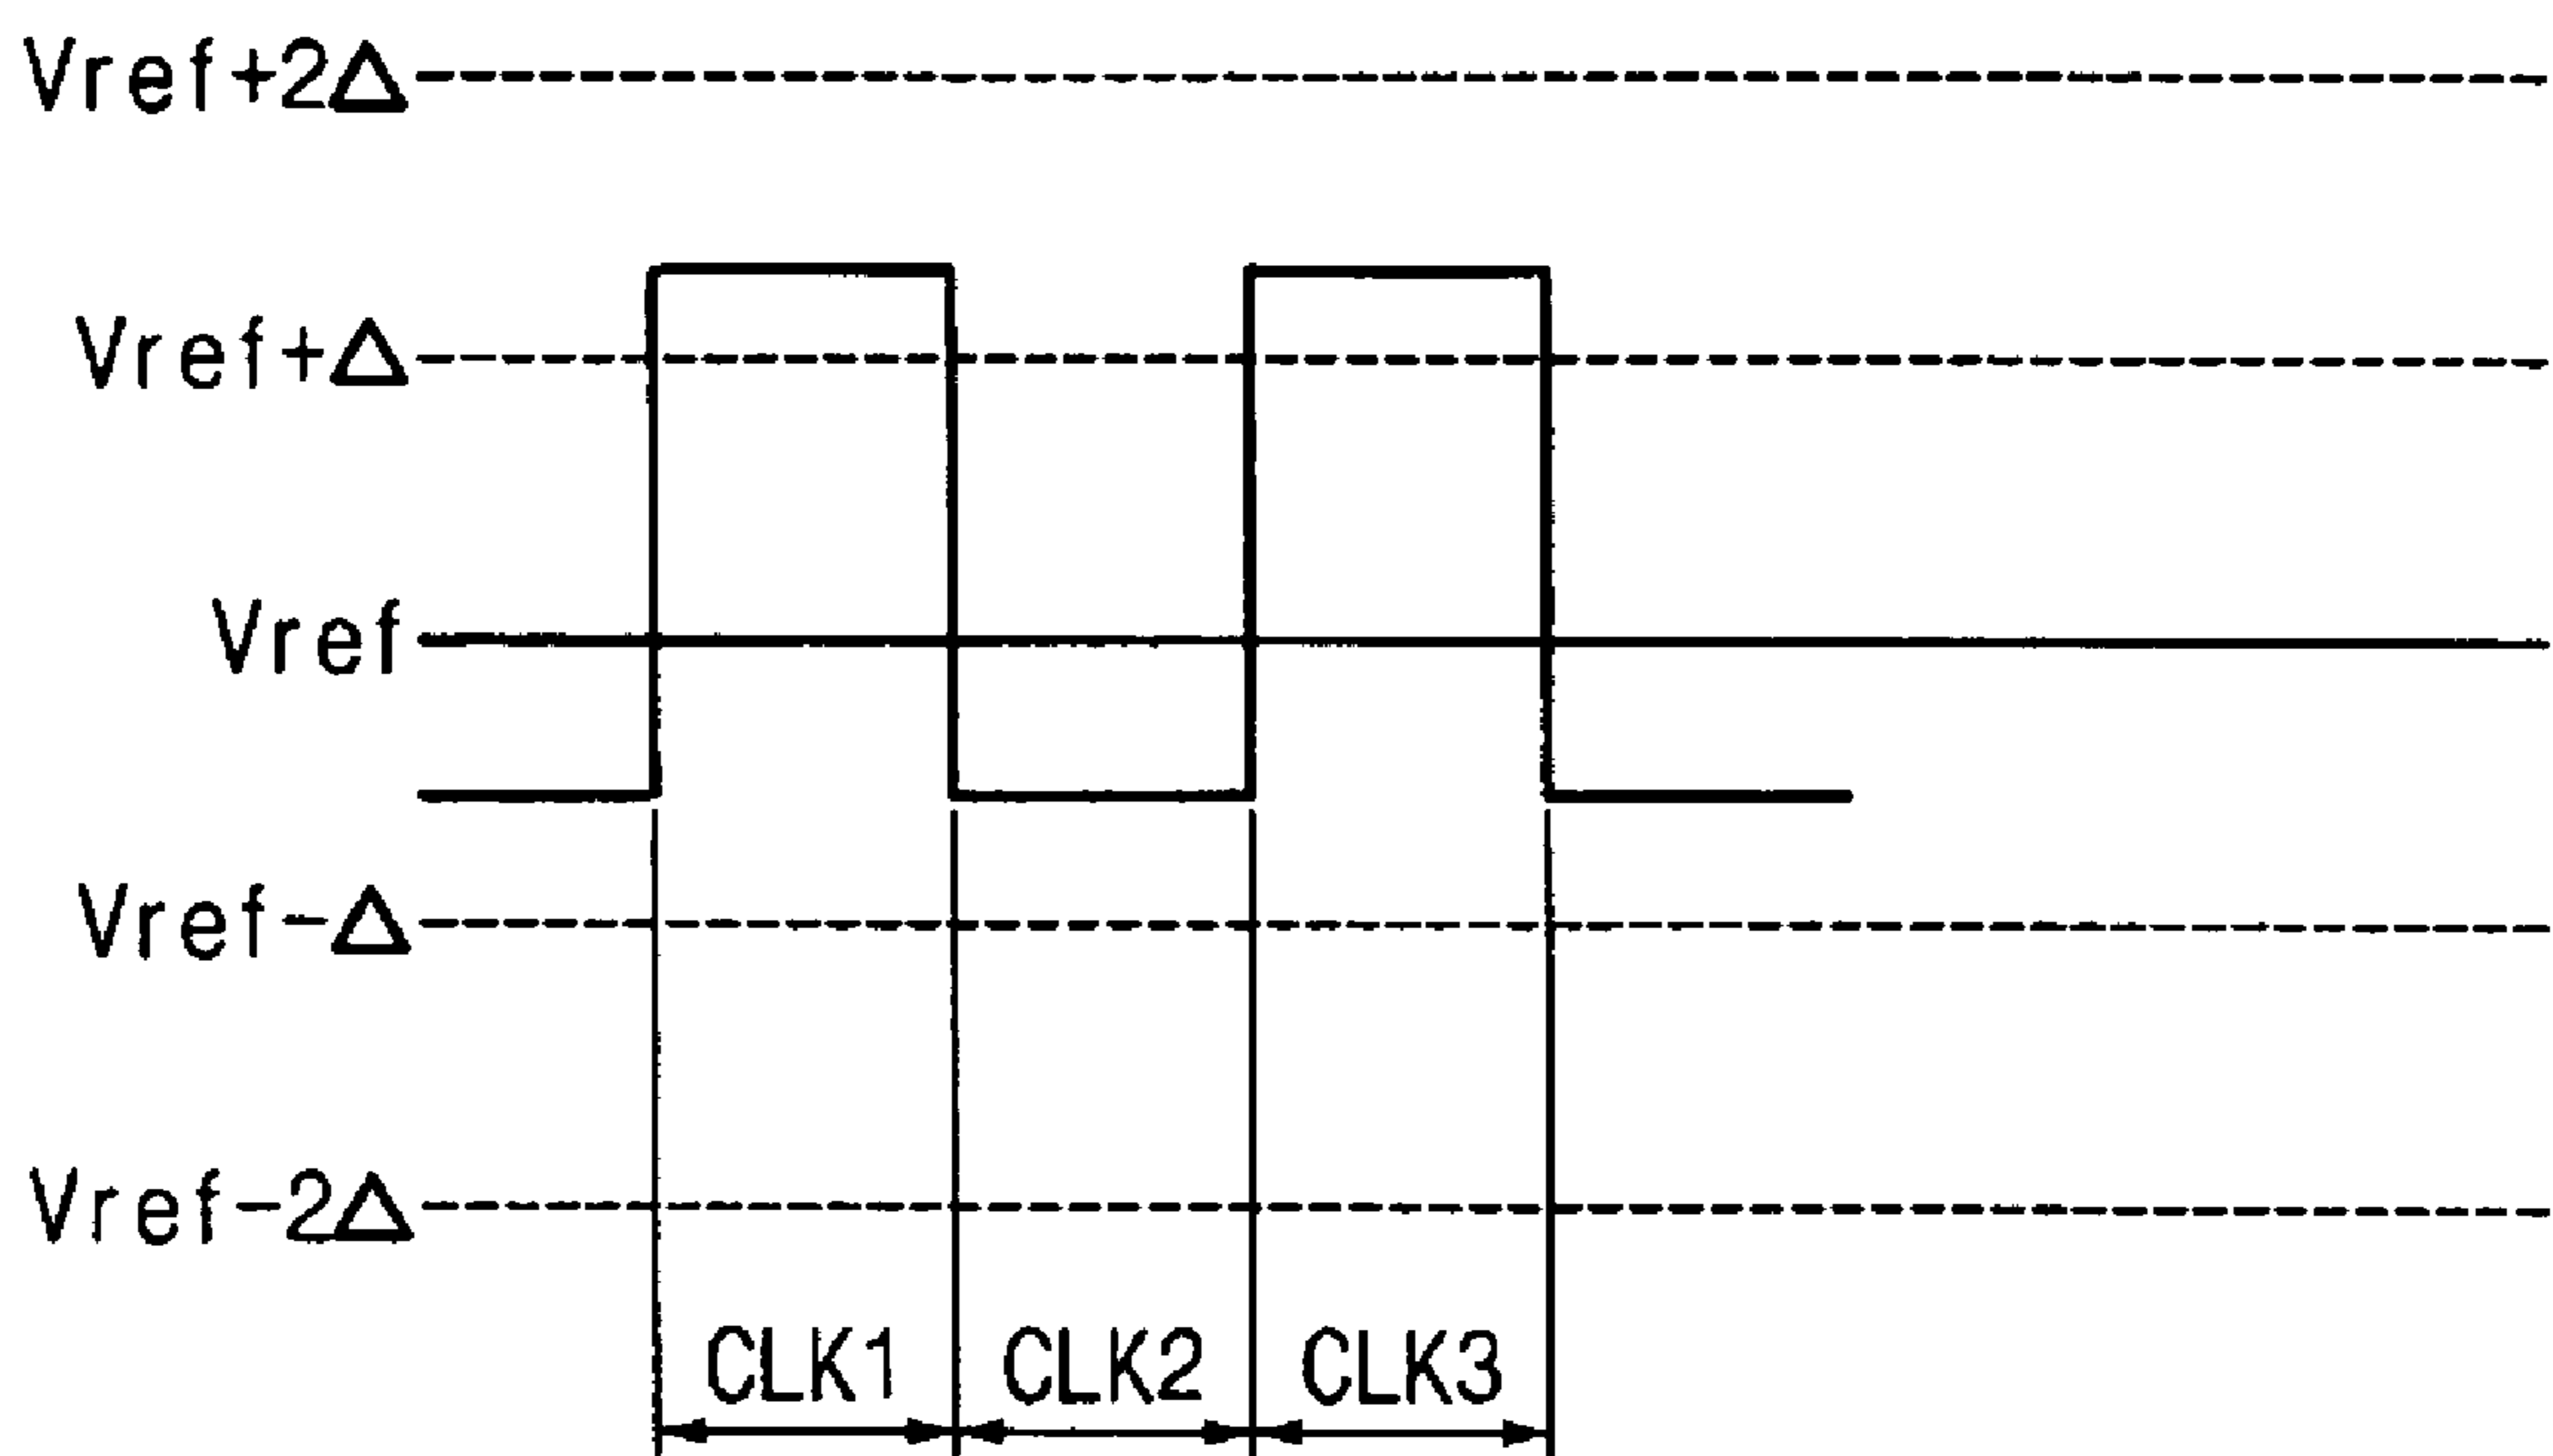 Vref+2Δ
Vref+Δ
Vref
Vref-Δ
Vref-2Δ
CLK1 CLK2 CLK3